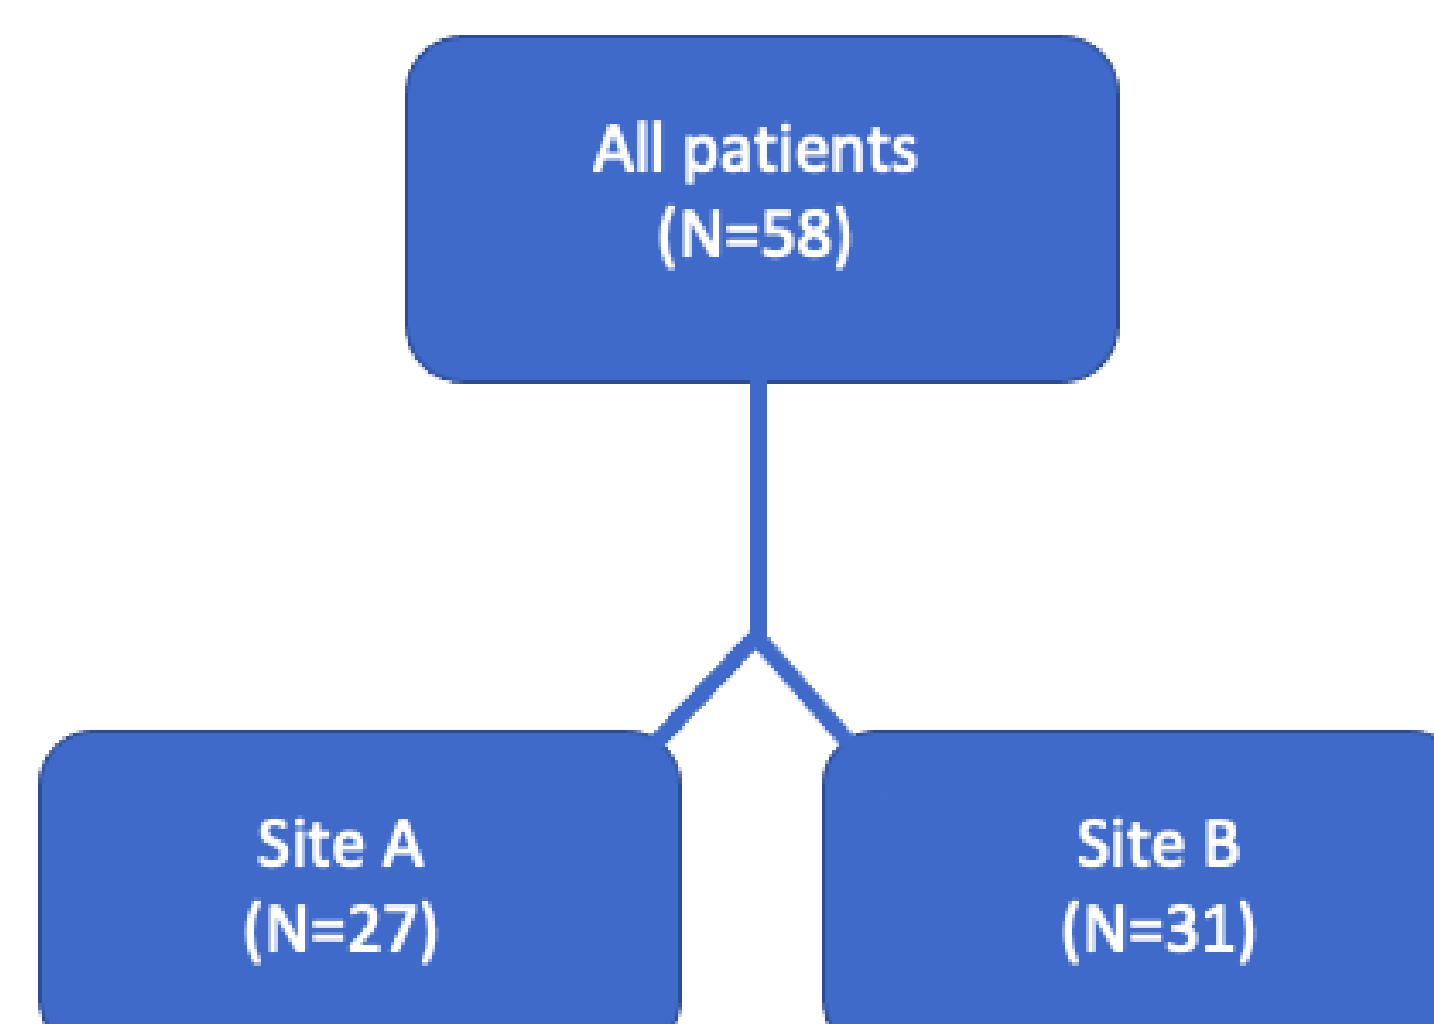 All patients
(N=58)
Site A
(N=27)
Site B
(N=31)